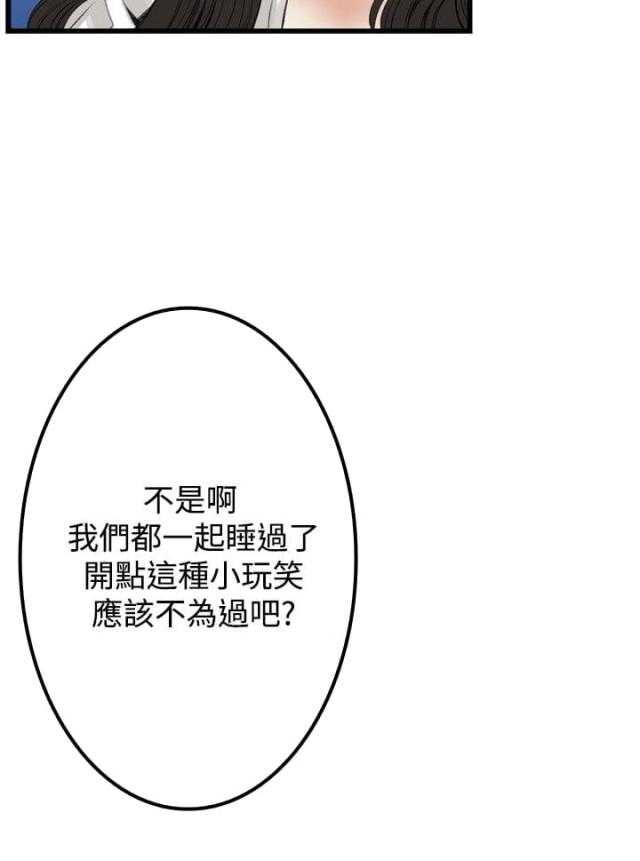 不是啊
我們都一起睡過了
開點這種小玩笑
應該不為過吧?